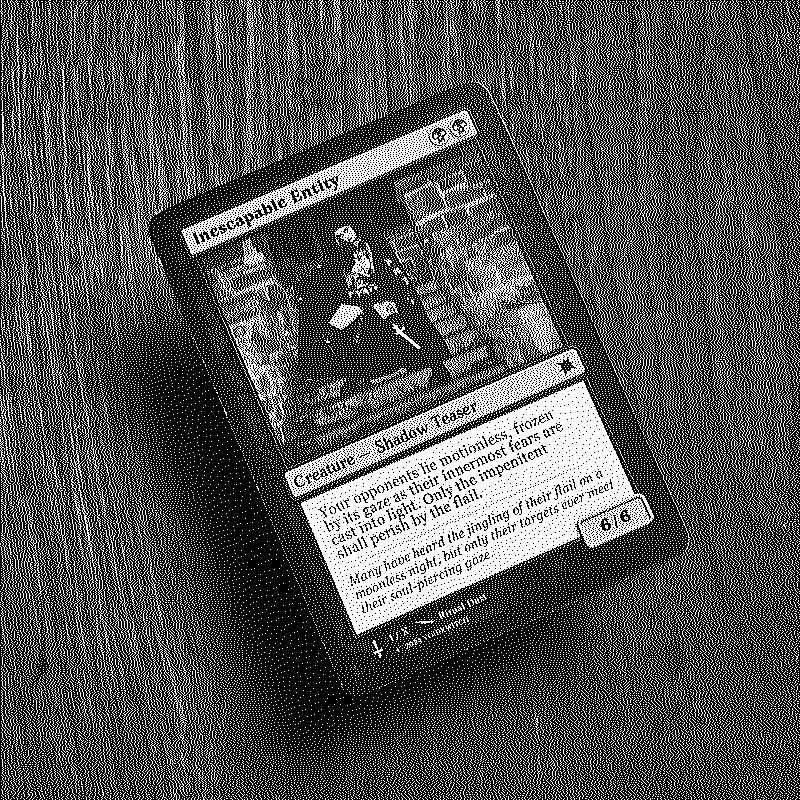 Inescapable Entity
Creature — Shadow Teaser
Your opponents lie motionless, frozen
by its gaze as their innermost fears are
cast into light. Only the impenitent
shall perish by the flail.
Many have heard the jingling of their flail on a
moonless night, but only their targets ever meet
their soul-piercing gaze
6/6
1/X